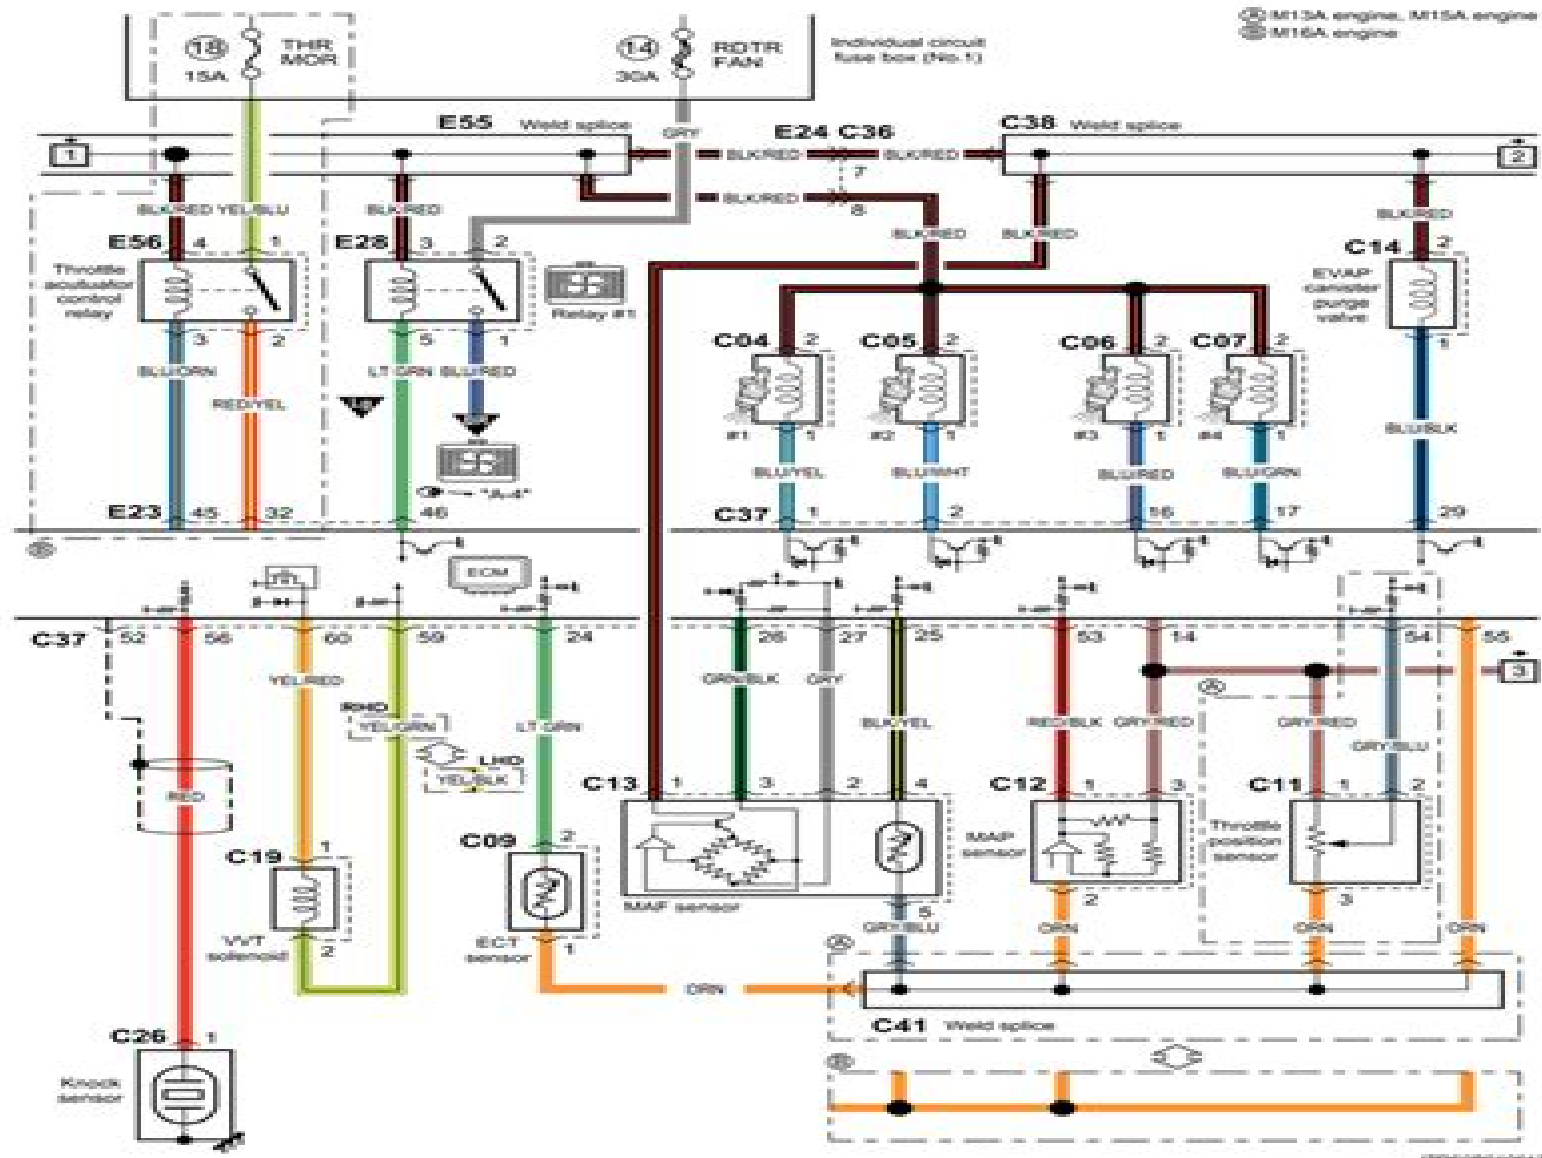 Ⓐ M13A engine, M15A engine
Ⓑ M16A engine
18 THR MOR
15A
14 RDTR FAN
30A
Individual circuit
fuse box (No.1)
E55 Weld splice
GRY
E24 C36
C38 Weld splice
1
BLK/RED
BLK/RED
7
2
BLK/RED
8
BLK/RED YEL/BLU
BLK/RED
BLK/RED
BLK/RED
BLK/RED
E56 4 1
E28 3 2
C14 2
Throttle
acutuator
control
relay
Relay #1
EVAP
canister
purge
valve
3 2
5 1
1
C04 2
C05 2
C06 2
C07 2
BLU/ORN
LT GRN BLU/RED
RED/YEL
#1 1
#2 1
#3 1
#4 1
BLU/BLK
BLU/YEL
BLU/WHT
BLU/RED
BLU/GRN
"A-4"
E23 45 32 46
C37 1 2 16 17 29
ECM
C37 52 56 60 59 24 26 27 25 53 14 54 55
3
YEL/RED
GRN/BLK
GRY
RHD
YEL/GRN
LT GRN
BLK/YEL
RED/BLK
GRY/RED
GRY/RED
GRY/BLU
LHD
YEL/BLK
RED
C13 1 3 2 4
C12 1 3
C11 1 2
C19 1
C09 2
MAP
sensor
Throttle
position
sensor
MAF sensor
5
2
3
VVT
solenoid 2
ECT
sensor 1
GRY/BLU
ORN
ORN
ORN
ORN
C41 Weld splice
C26 1
Knock
sensor